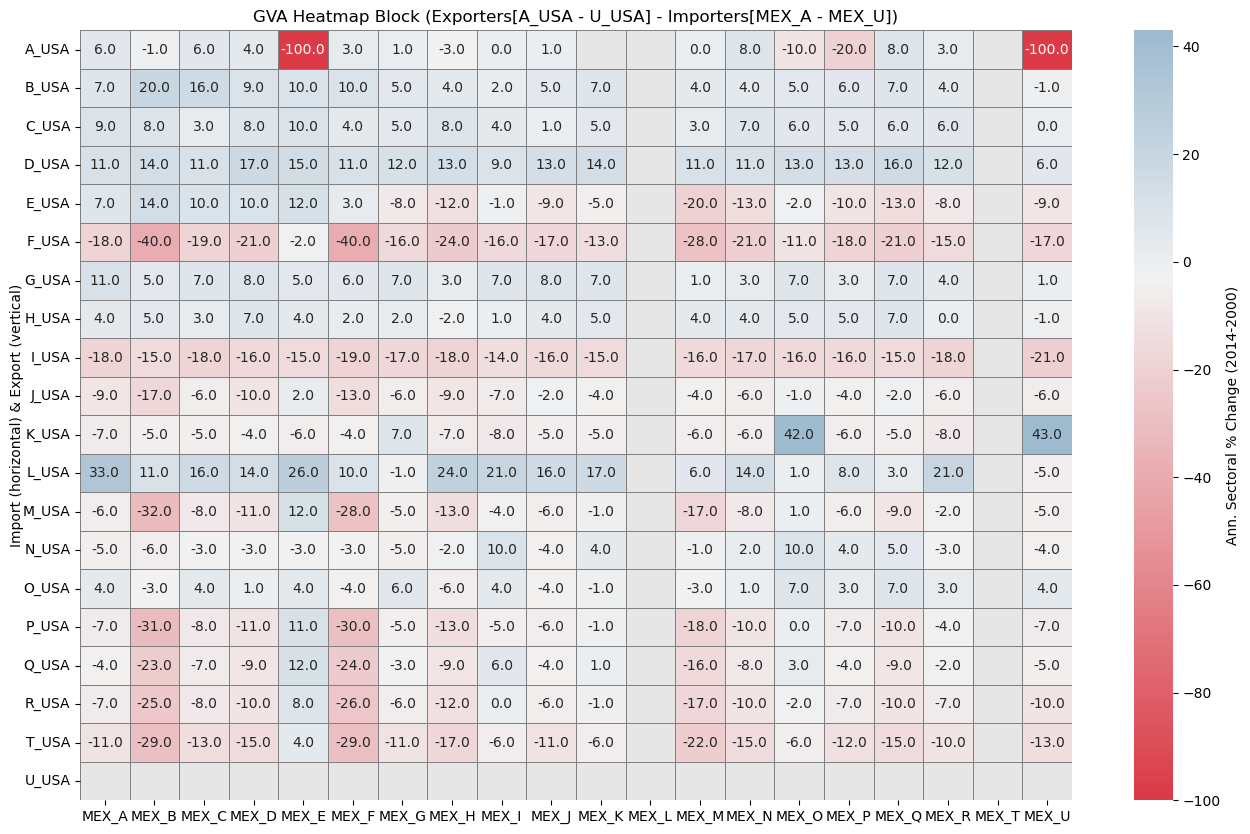 GVA Heatmap Block (Exporters[A_USA - U_USA] - Importers[MEX_A - MEX_U])
A_USA 6.0 -1.0 6.0 4.0 -100.0 3.0 1.0 -3.0 0.0 1.0 0.0 8.0 -10.0 -20.0 8.0 3.0 -100.0
B_USA 7.0 20.0 16.0 9.0 10.0 10.0 5.0 4.0 2.0 5.0 7.0 4.0 4.0 5.0 6.0 7.0 4.0 -1.0
C_USA 9.0 8.0 3.0 8.0 10.0 4.0 5.0 8.0 4.0 1.0 5.0 3.0 7.0 6.0 5.0 6.0 6.0 0.0
D_USA 11.0 14.0 11.0 17.0 15.0 11.0 12.0 13.0 9.0 13.0 14.0 11.0 11.0 13.0 13.0 16.0 12.0 6.0
E_USA 7.0 14.0 10.0 10.0 12.0 3.0 -8.0 -12.0 -1.0 -9.0 -5.0 -20.0 -13.0 -2.0 -10.0 -13.0 -8.0 -9.0
F_USA -18.0 -40.0 -19.0 -21.0 -2.0 -40.0 -16.0 -24.0 -16.0 -17.0 -13.0 -28.0 -21.0 -11.0 -18.0 -21.0 -15.0 -17.0
G_USA 11.0 5.0 7.0 8.0 5.0 6.0 7.0 3.0 7.0 8.0 7.0 1.0 3.0 7.0 3.0 7.0 4.0 1.0
H_USA 4.0 5.0 3.0 7.0 4.0 2.0 2.0 -2.0 1.0 4.0 5.0 4.0 4.0 5.0 5.0 7.0 0.0 -1.0
I_USA -18.0 -15.0 -18.0 -16.0 -15.0 -19.0 -17.0 -18.0 -14.0 -16.0 -15.0 -16.0 -17.0 -16.0 -16.0 -15.0 -18.0 -21.0
J_USA -9.0 -17.0 -6.0 -10.0 2.0 -13.0 -6.0 -9.0 -7.0 -2.0 -4.0 -4.0 -6.0 -1.0 -4.0 -2.0 -6.0 -6.0
K_USA -7.0 -5.0 -5.0 -4.0 -6.0 -4.0 7.0 -7.0 -8.0 -5.0 -5.0 -6.0 -6.0 42.0 -6.0 -5.0 -8.0 43.0
L_USA 33.0 11.0 16.0 14.0 26.0 10.0 -1.0 24.0 21.0 16.0 17.0 6.0 14.0 1.0 8.0 3.0 21.0 -5.0
M_USA -6.0 -32.0 -8.0 -11.0 12.0 -28.0 -5.0 -13.0 -4.0 -6.0 -1.0 -17.0 -8.0 1.0 -6.0 -9.0 -2.0 -5.0
N_USA -5.0 -6.0 -3.0 -3.0 -3.0 -3.0 -5.0 -2.0 10.0 -4.0 4.0 -1.0 2.0 10.0 4.0 5.0 -3.0 -4.0
O_USA 4.0 -3.0 4.0 1.0 4.0 -4.0 6.0 -6.0 4.0 -4.0 -1.0 -3.0 1.0 7.0 3.0 7.0 3.0 4.0
P_USA -7.0 -31.0 -8.0 -11.0 11.0 -30.0 -5.0 -13.0 -5.0 -6.0 -1.0 -18.0 -10.0 0.0 -7.0 -10.0 -4.0 -7.0
Q_USA -4.0 -23.0 -7.0 -9.0 12.0 -24.0 -3.0 -9.0 6.0 -4.0 1.0 -16.0 -8.0 3.0 -4.0 -9.0 -2.0 -5.0
R_USA -7.0 -25.0 -8.0 -10.0 8.0 -26.0 -6.0 -12.0 0.0 -6.0 -1.0 -17.0 -10.0 -2.0 -7.0 -10.0 -7.0 -10.0
T_USA -11.0 -29.0 -13.0 -15.0 4.0 -29.0 -11.0 -17.0 -6.0 -11.0 -6.0 -22.0 -15.0 -6.0 -12.0 -15.0 -10.0 -13.0
U_USA
MEX_A MEX_B MEX_C MEX_D MEX_E MEX_F MEX_G MEX_H MEX_I MEX_J MEX_K MEX_L MEX_M MEX_N MEX_O MEX_P MEX_Q MEX_R MEX_T MEX_U
Import (horizontal) & Export (vertical)
40
20
0
−20
−40
−60
−80
−100
Ann. Sectoral % Change (2014-2000)